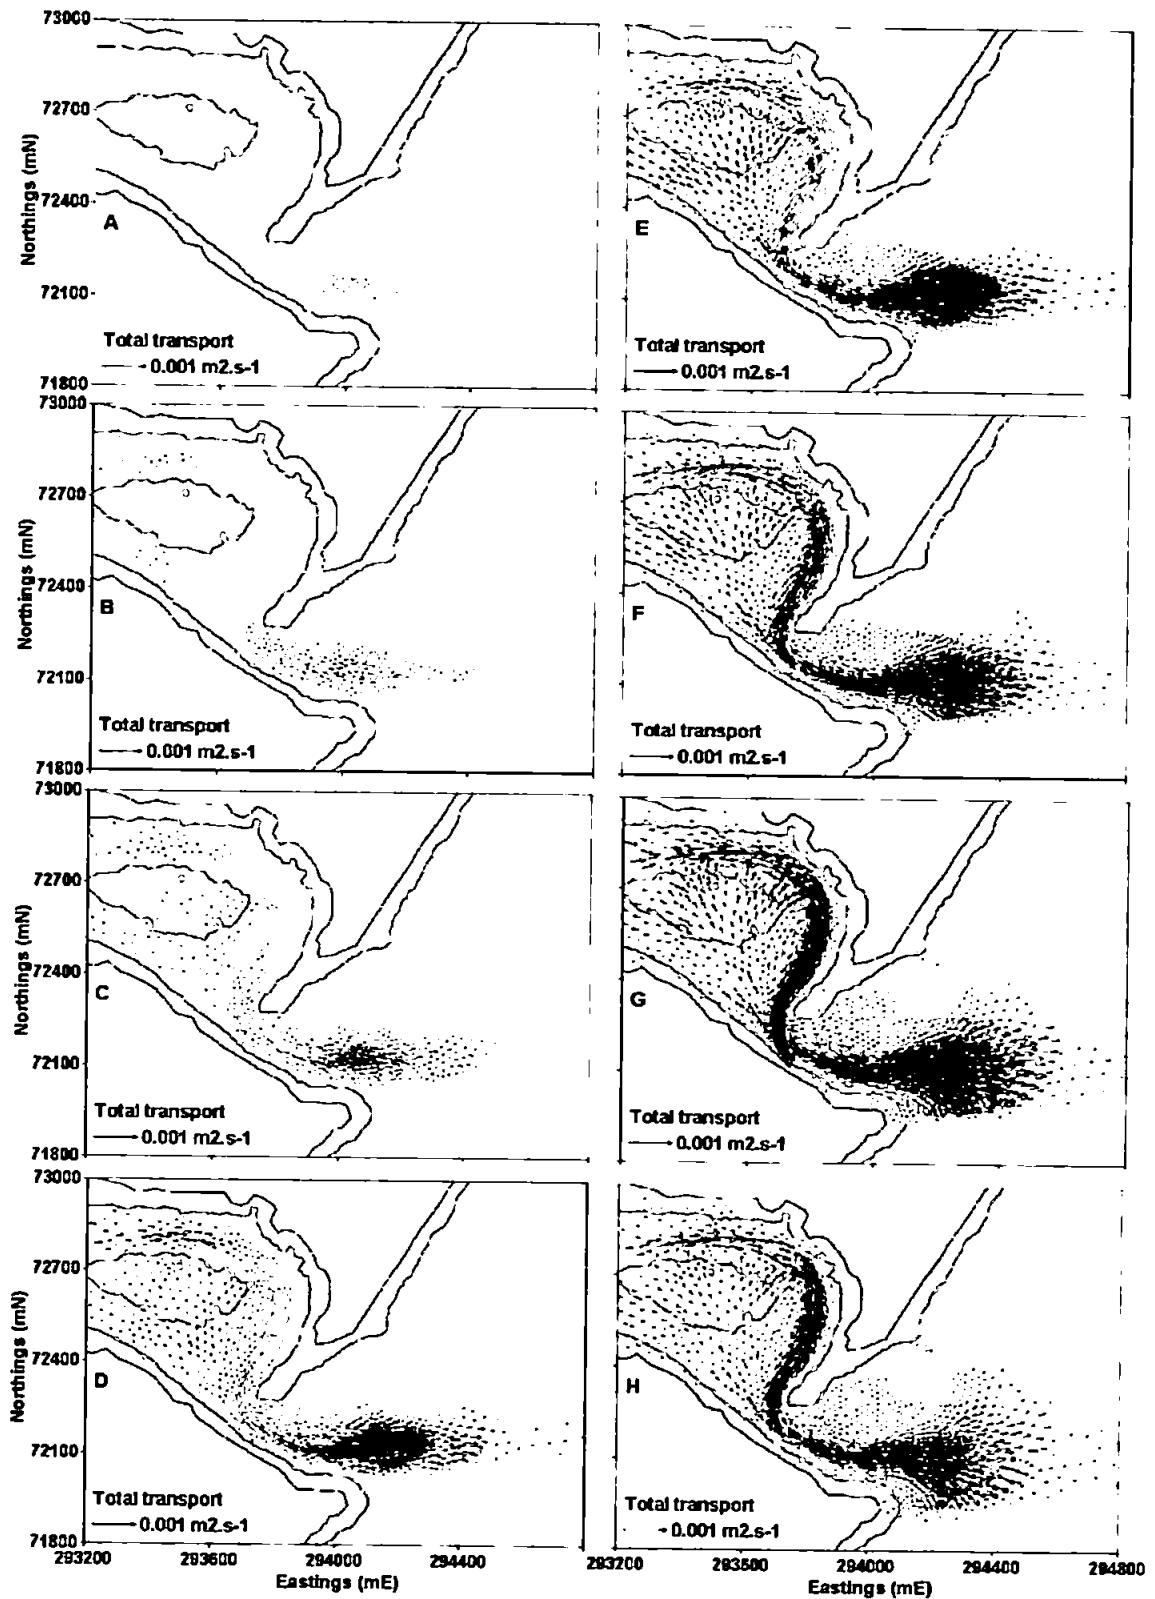 73000
72700
72400
72100
71800
Northings (mN)
A
Total transport
0.001 m2.s-1
E
Total transport
0.001 m2.s-1
73000
72700
72400
72100
71800
Northings (mN)
B
Total transport
0.001 m2.s-1
F
Total transport
0.001 m2.s-1
73000
72700
72400
72100
71800
Northings (mN)
C
Total transport
0.001 m2.s-1
G
Total transport
0.001 m2.s-1
73000
72700
72400
72100
71800
Northings (mN)
D
Total transport
0.001 m2.s-1
H
Total transport
0.001 m2.s-1
293200 293600 294000 294400
Eastings (mE)
293200 293500 294000 294400 294800
Eastings (mE)